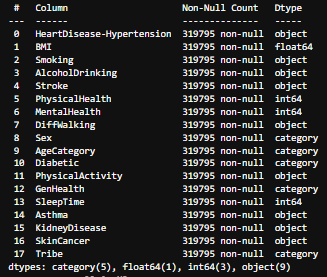 #   Column                     Non-Null Count   Dtype
---  ------                     --------------   -----
0   HeartDisease-Hypertension  319795 non-null  object
1   BMI                        319795 non-null  float64
2   Smoking                    319795 non-null  object
3   AlcoholDrinking            319795 non-null  object
4   Stroke                     319795 non-null  object
5   PhysicalHealth             319795 non-null  int64
6   MentalHealth               319795 non-null  int64
7   DiffWalking                319795 non-null  object
8   Sex                        319795 non-null  category
9   AgeCategory                319795 non-null  category
10  Diabetic                   319795 non-null  category
11  PhysicalActivity           319795 non-null  object
12  GenHealth                  319795 non-null  category
13  SleepTime                  319795 non-null  int64
14  Asthma                     319795 non-null  object
15  KidneyDisease              319795 non-null  object
16  SkinCancer                 319795 non-null  object
17  Tribe                      319795 non-null  category
dtypes: category(5), float64(1), int64(3), object(9)